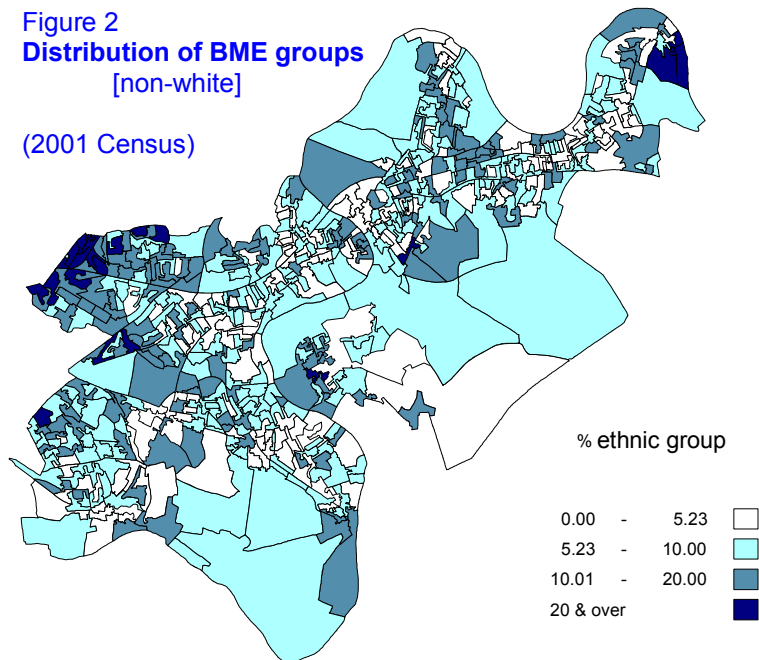 Figure 2
Distribution of BME groups
[non-white]
(2001 Census)
% ethnic group
0.00 - 5.23
5.23 - 10.00
10.01 - 20.00
20 & over